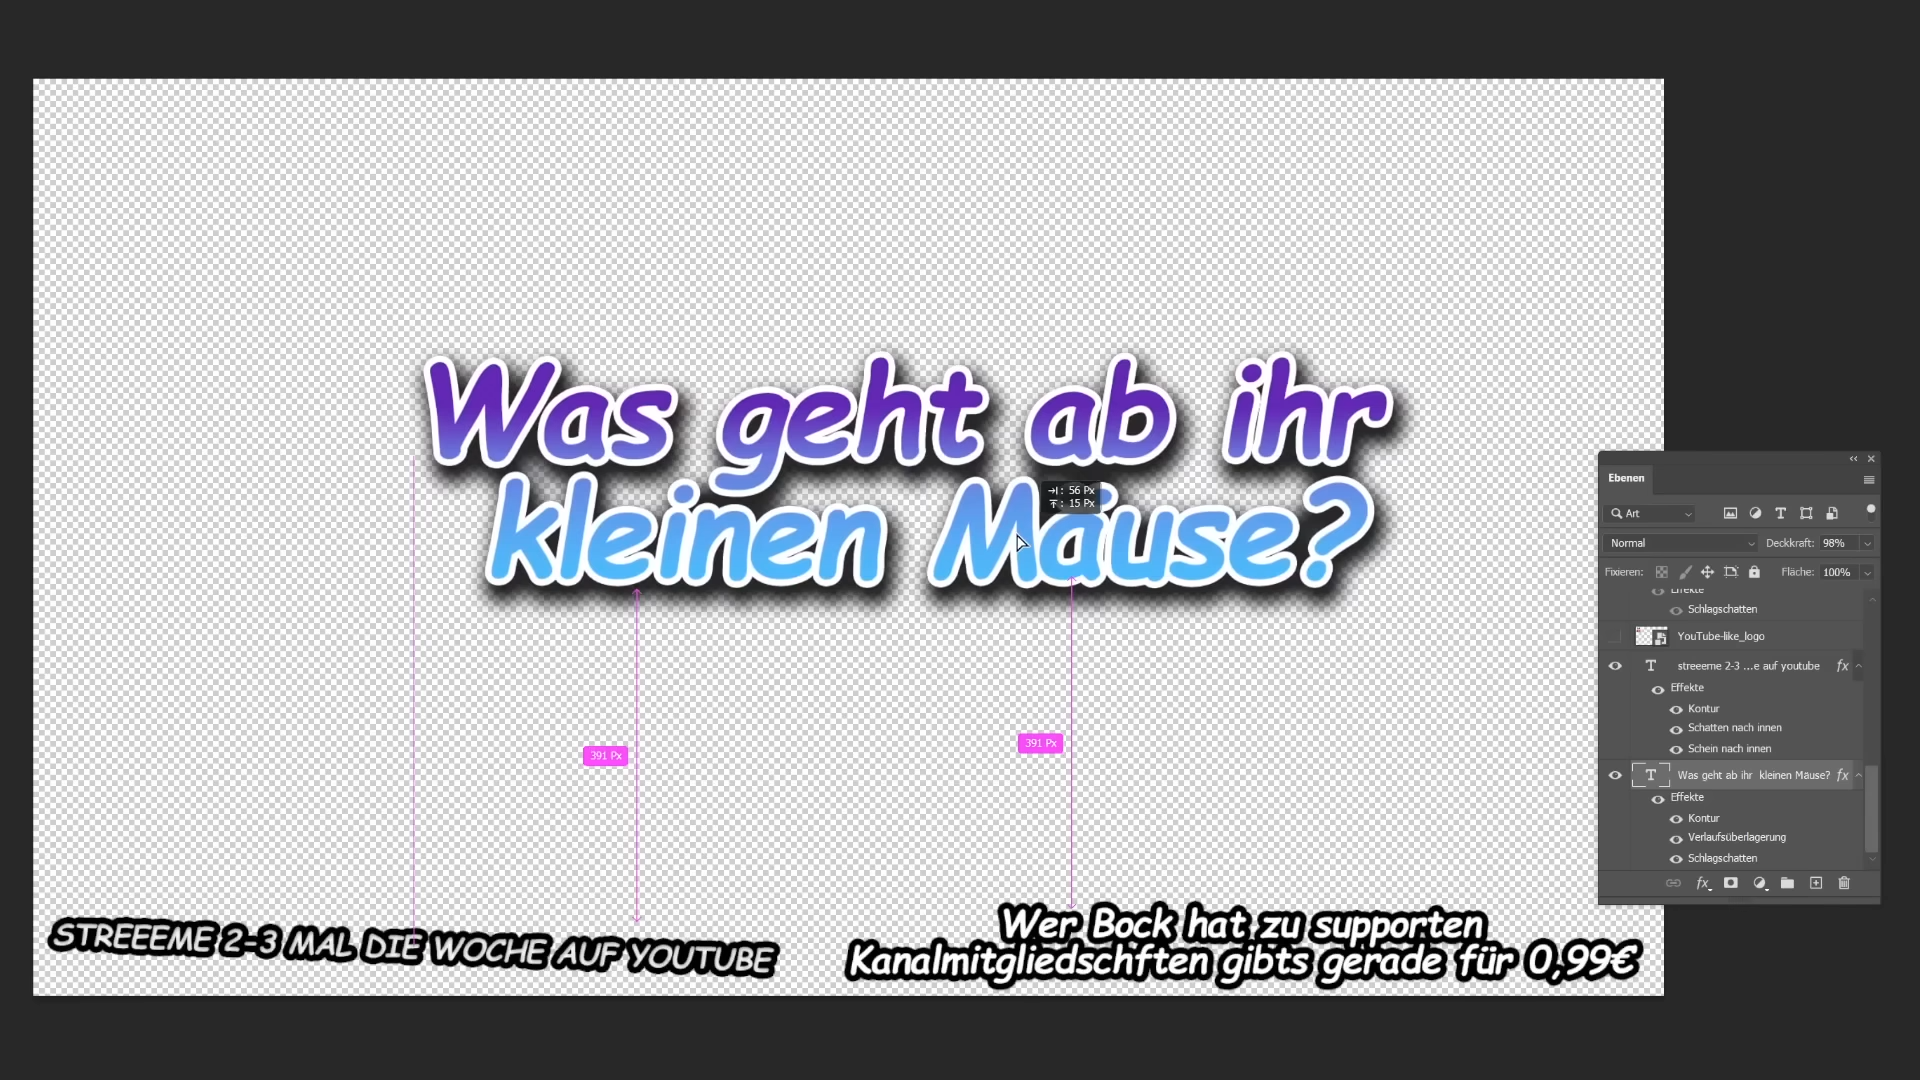 Was geht ab ihr
kleinen Mäuse?
: 56 Px
: 15 Px
391 Px
391 Px
STREEEME 2-3 MAL DIE WOCHE AUF YOUTUBE
Wer Bock hat zu supporten
Kanalmitgliedschften gibts gerade für 0,99€
Ebenen
Art
Normal
Deckkraft: 98%
Fixieren:
Fläche: 100%
Effekte
Schlagschatten
YouTube-like_logo
T streeeme 2-3 ...e auf youtube fx
Effekte
Kontur
Schatten nach innen
Schein nach innen
T Was geht ab ihr kleinen Mäuse? fx
Effekte
Kontur
Verlaufsüberlagerung
Schlagschatten
fx